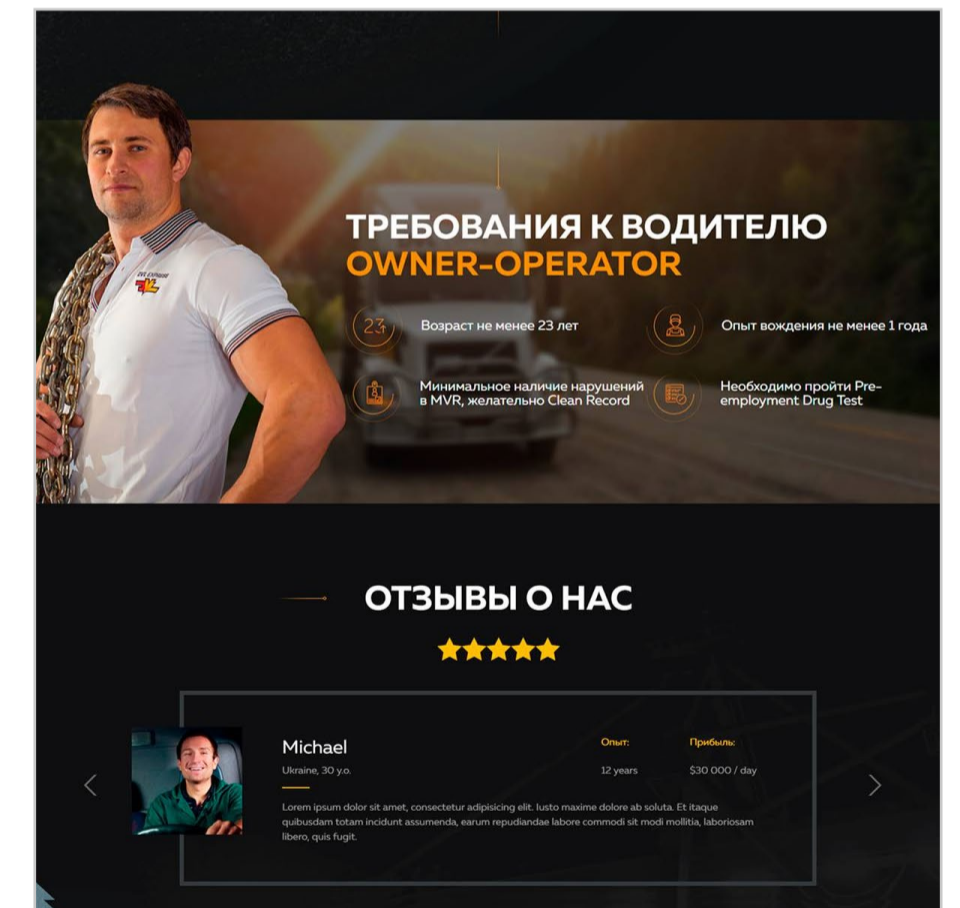 ТРЕБОВАНИЯ К ВОДИТЕЛЮ
OWNER-OPERATOR
23
Возраст не менее 23 лет
Опыт вождения не менее 1 года
Минимальное наличие нарушений
в MVR, желательно Clean Record
Необходимо пройти Pre-
employment Drug Test
ОТЗЫВЫ О НАС
Michael
Ukraine, 30 y.o.
Опыт:
12 years
Прибыль:
$30 000 / day
Lorem ipsum dolor sit amet, consectetur adipisicing elit. Iusto maxime dolore ab soluta. Et itaque
quibusdam totam incidunt assumenda, earum repudiandae labore commodi sit modi mollitia, laboriosam
libero, quis fugit.